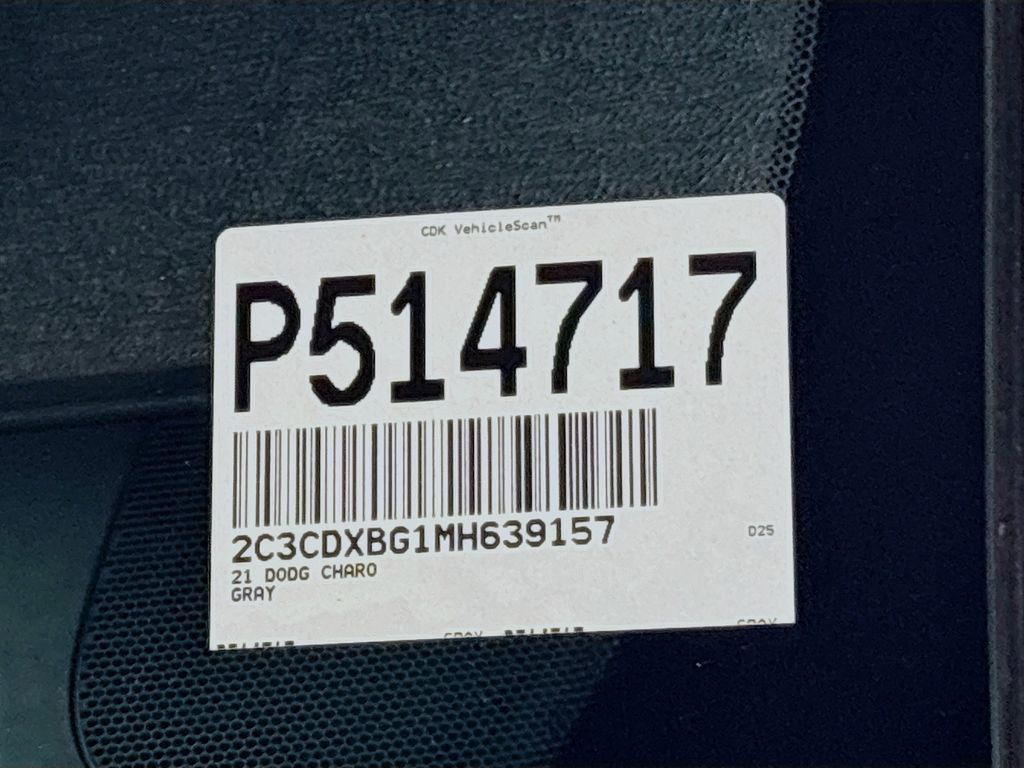 CDK VehicleScan™
P514717
2C3CDXBG1MH639157
D25
21 DODG CHARO
GRAY